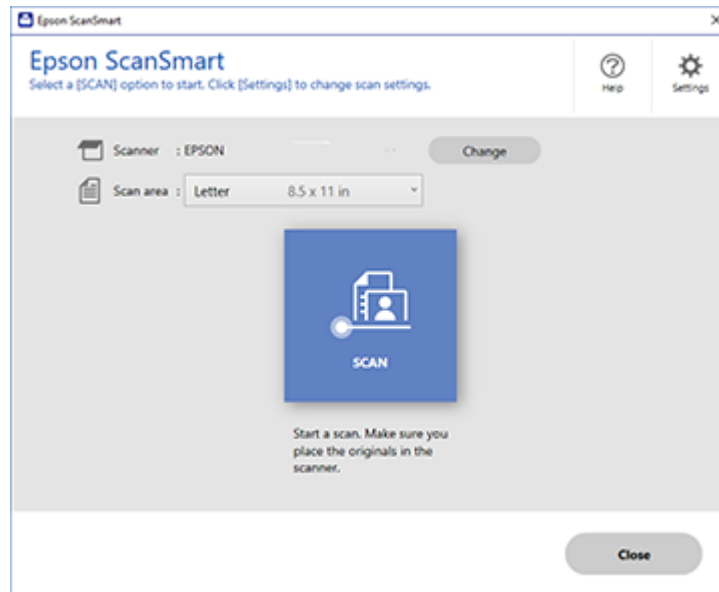 Epson ScanSmart
Epson ScanSmart
Select a [SCAN] option to start. Click [Settings] to change scan settings.
Help
Settings
Scanner : EPSON
Change
Scan area : Letter 8.5 x 11 in
SCAN
Start a scan. Make sure you
place the originals in the
scanner.
Close